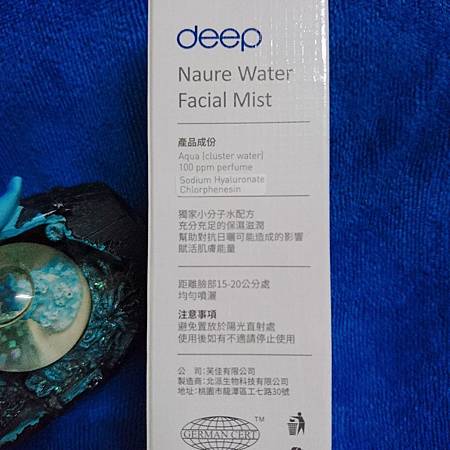 deep
Naure Water
Facial Mist
產品成份
Aqua (cluster water)
100 ppm perfume
Sodium Hyaluronate
Chlorphenesin
獨家小分子水配方
充分充足的保濕滋潤
幫助對抗日曬可能造成的影響
賦活肌膚能量
距離臉部15-20公分處
均勻噴灑
注意事項
避免置放於陽光直射處
使用後如有不適請停止使用
公 司：芙佳有限公司
製造商：北派生物科技有限公司
地址：桃園市龍潭區工七路30號
GERMAN CERT
TM